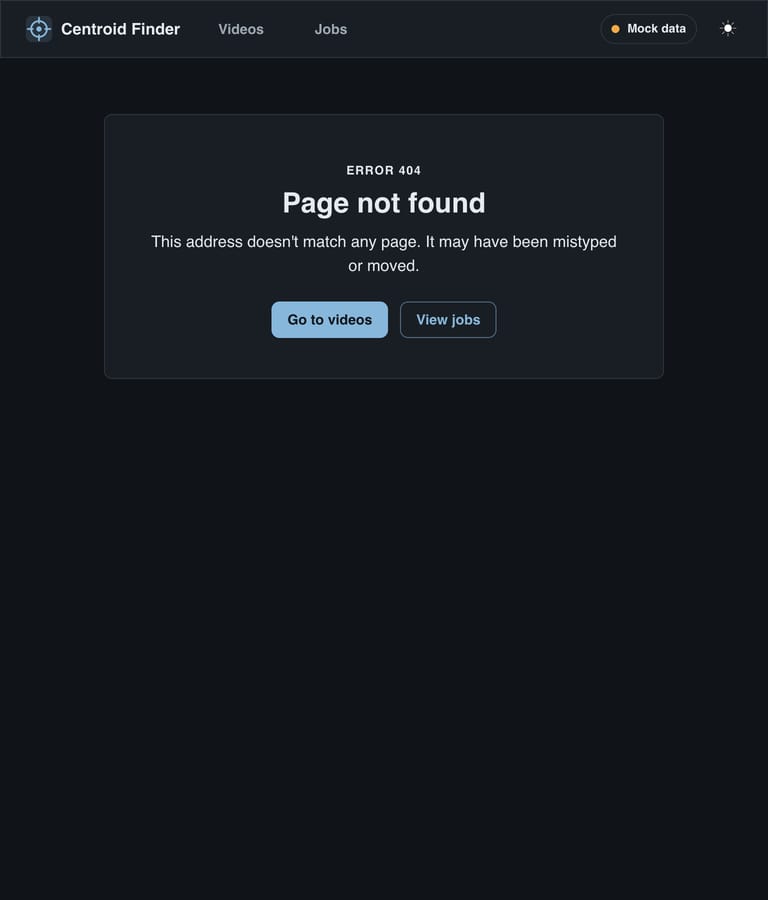 Centroid Finder
Videos
Jobs
Mock data
ERROR 404
Page not found
This address doesn't match any page. It may have been mistyped
or moved.
Go to videos
View jobs